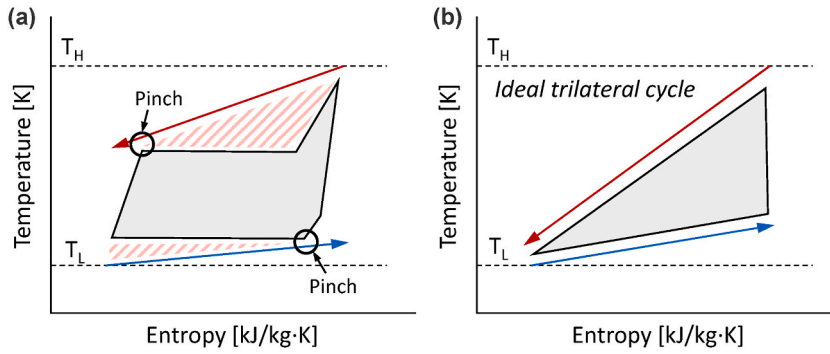 (a)
T_H
Pinch
Temperature [K]
T_L
Pinch
Entropy [kJ/kg·K]
(b)
T_H
Ideal trilateral cycle
Temperature [K]
T_L
Entropy [kJ/kg·K]